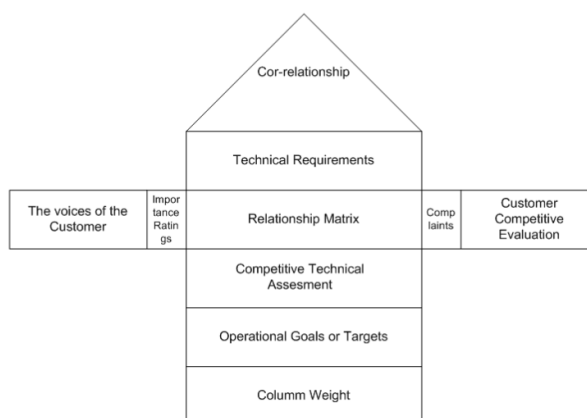 Cor-relationship
Technical Requirements
The voices of the
Customer
Impor
tance
Ratin
gs
Relationship Matrix
Comp
laints
Customer
Competitive
Evaluation
Competitive Technical
Assesment
Operational Goals or Targets
Columm Weight